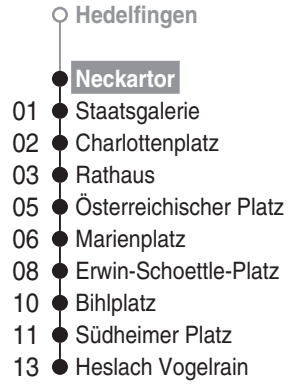 Hedelfingen
Neckartor
01 Staatsgalerie
02 Charlottenplatz
03 Rathaus
05 Österreichischer Platz
06 Marienplatz
08 Erwin-Schoettle-Platz
10 Bihlplatz
11 Südheimer Platz
13 Heslach Vogelrain